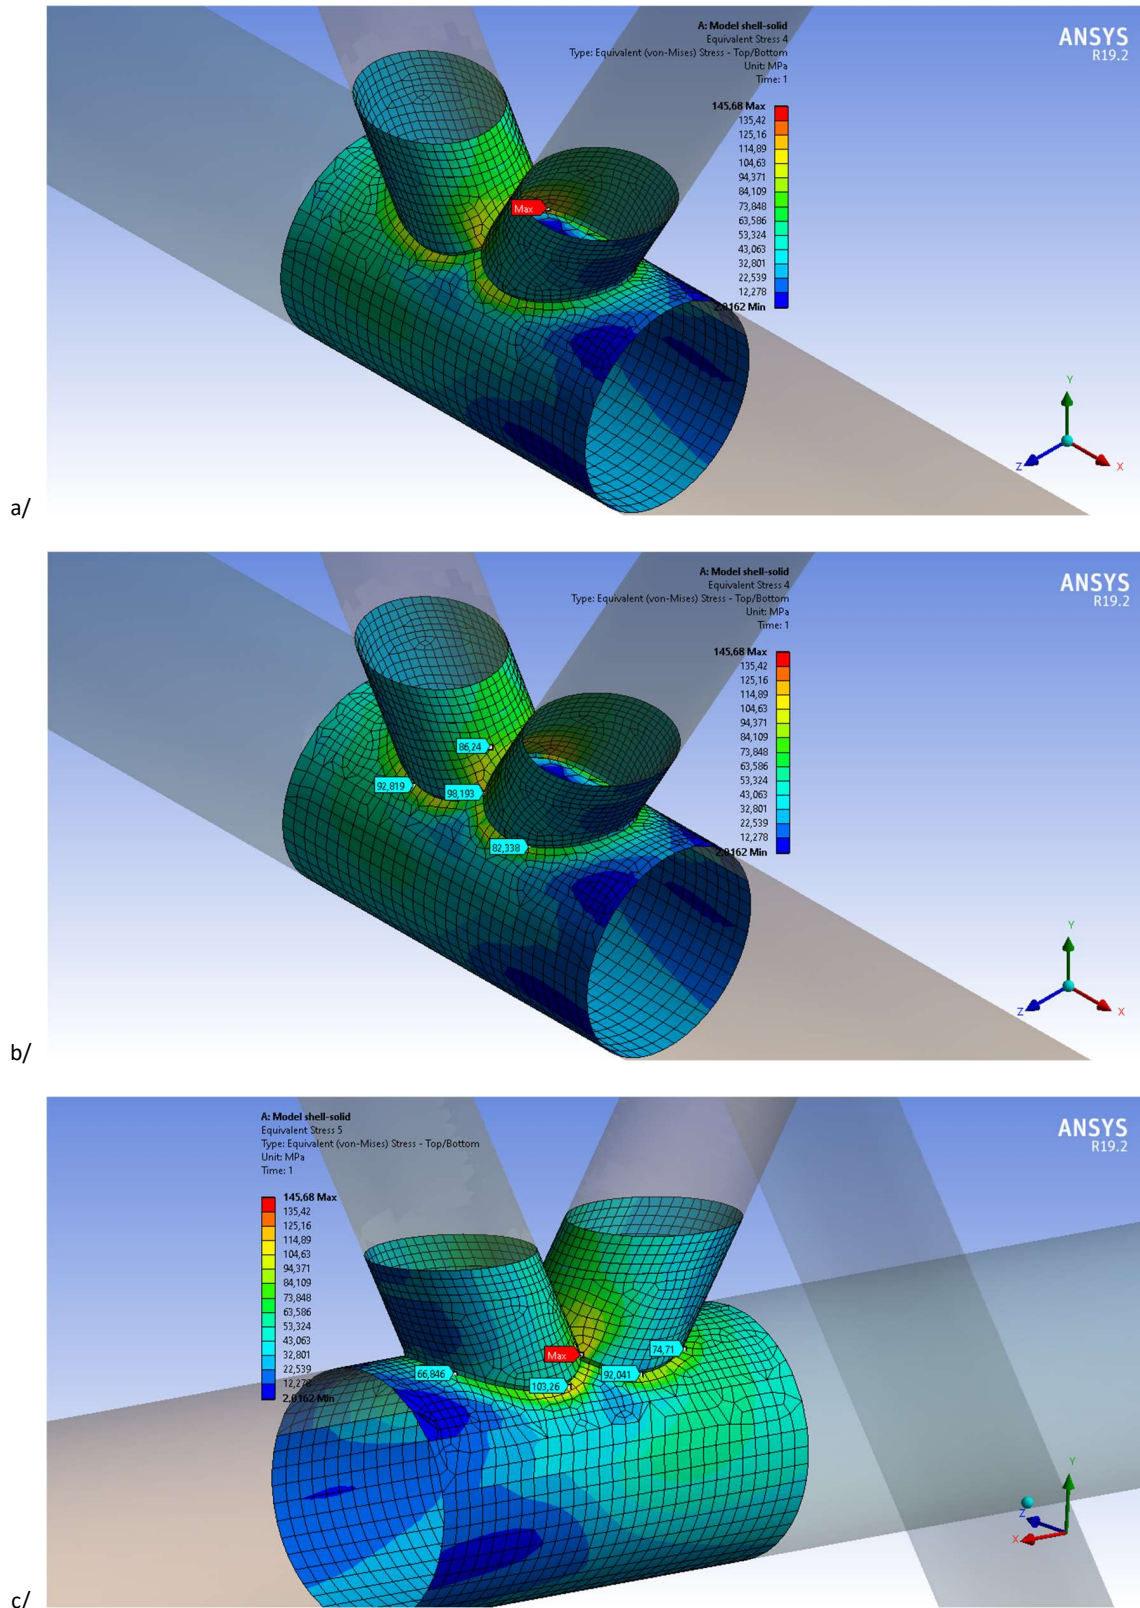 A: Model shell-solid
Equivalent Stress 4
Type: Equivalent (von-Mises) Stress - Top/Bottom
Unit: MPa
Time: 1
ANSYS
R19.2
145,68 Max
135,42
125,16
114,89
104,63
94,371
84,109
73,848
63,586
53,324
43,063
32,801
22,539
12,278
2,0162 Min
Max
Y
Z
X
a/
A: Model shell-solid
Equivalent Stress 4
Type: Equivalent (von-Mises) Stress - Top/Bottom
Unit: MPa
Time: 1
ANSYS
R19.2
145,68 Max
135,42
125,16
114,89
104,63
94,371
84,109
73,848
63,586
53,324
43,063
32,801
22,539
12,278
2,0162 Min
86,24
92,819
98,193
82,338
Y
Z
X
b/
A: Model shell-solid
Equivalent Stress 5
Type: Equivalent (von-Mises) Stress - Top/Bottom
Unit: MPa
Time: 1
ANSYS
R19.2
145,68 Max
135,42
125,16
114,89
104,63
94,371
84,109
73,848
63,586
53,324
43,063
32,801
22,539
12,278
2,0162 Min
Max
74,71
66,846
92,041
103,26
Y
Z
X
c/